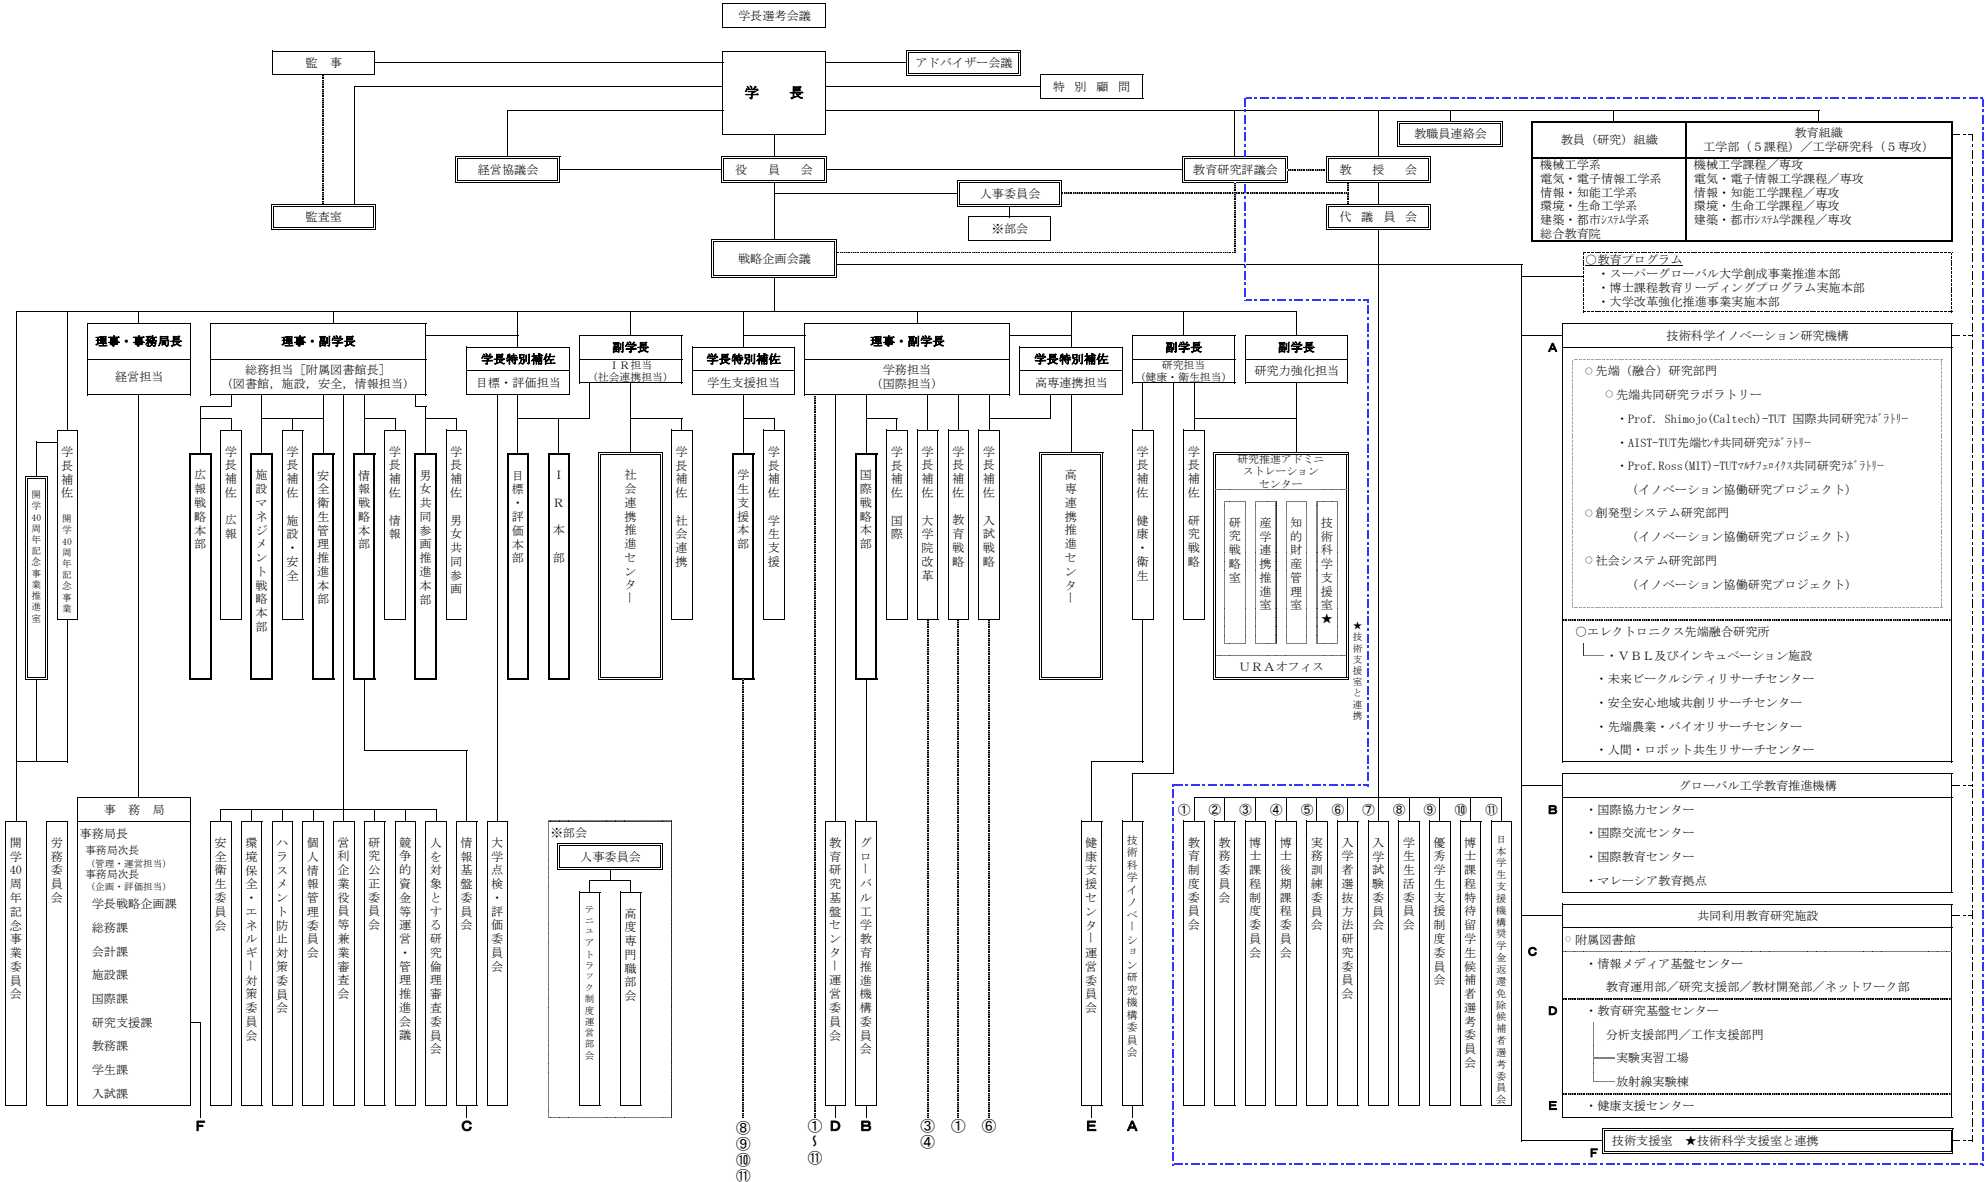 学長選考会議
監　事
学　長
アドバイザー会議
特 別 顧 問
教職員連絡会
教員（研究）組織
教育組織
工学部（５課程）／工学研究科（５専攻）
機械工学系
電気・電子情報工学系
情報・知能工学系
環境・生命工学系
建築・都市ｼｽﾃﾑ学系
総合教育院
機械工学課程／専攻
電気・電子情報工学課程／専攻
情報・知能工学課程／専攻
環境・生命工学課程／専攻
建築・都市ｼｽﾃﾑ学課程／専攻
経営協議会
役　員　会
教育研究評議会
教　授　会
人事委員会
※部会
監査室
代　議　員　会
戦略企画会議
○教育プログラム
・スーパーグローバル大学創成事業推進本部
・博士課程教育リーディングプログラム実施本部
・大学改革強化推進事業実施本部
理事・事務局長
経営担当
理事・副学長
総務担当［附属図書館長］
（図書館，施設，安全，情報担当）
学長特別補佐
目標・評価担当
副学長
ＩＲ担当
（社会連携担当）
学長特別補佐
学生支援担当
理事・副学長
学務担当
（国際担当）
学長特別補佐
高専連携担当
副学長
研究担当
（健康・衛生担当）
副学長
研究力強化担当
開学40周年記念事業推進室
学長補佐　開学40周年記念事業
広報戦略本部
学長補佐　広報
施設マネジメント戦略本部
学長補佐　施設・安全
安全衛生管理推進本部
情報戦略本部
学長補佐　情報
男女共同参画推進本部
学長補佐　男女共同参画
目標・評価本部
ＩＲ本部
社会連携推進センター
学長補佐　社会連携
学生支援本部
学長補佐　学生支援
国際戦略本部
学長補佐　国際
学長補佐　大学院改革
学長補佐　教育戦略
学長補佐　入試戦略
高専連携推進センター
学長補佐　健康・衛生
学長補佐　研究戦略
研究推進アドミニ
ストレーション
センター
研究戦略室
産学連携推進室
知的財産管理室
技術科学支援室★
ＵＲＡオフィス
★技術支援室と連携
A
技術科学イノベーション研究機構
○先端（融合）研究部門
○先端共同研究ラボラトリー
・Prof. Shimojo(Caltech)-TUT 国際共同研究ﾗﾎﾞﾗﾄﾘｰ
・AIST-TUT先端ｾﾝｻ共同研究ﾗﾎﾞﾗﾄﾘｰ
・Prof.Ross(MIT)-TUTﾏﾙﾁﾌｪﾛｲｸｽ共同研究ﾗﾎﾞﾗﾄﾘｰ
（イノベーション協働研究プロジェクト）
○創発型システム研究部門
（イノベーション協働研究プロジェクト）
○社会システム研究部門
（イノベーション協働研究プロジェクト）
○エレクトロニクス先端融合研究所
・ＶＢＬ及びインキュベーション施設
・未来ビークルシティリサーチセンター
・安全安心地域共創リサーチセンター
・先端農業・バイオリサーチセンター
・人間・ロボット共生リサーチセンター
B
グローバル工学教育推進機構
・国際協力センター
・国際交流センター
・国際教育センター
・マレーシア教育拠点
共同利用教育研究施設
C
○附属図書館
・情報メディア基盤センター
教育運用部／研究支援部／教材開発部／ネットワーク部
D
・教育研究基盤センター
分析支援部門／工作支援部門
実験実習工場
放射線実験棟
E
・健康支援センター
F
技術支援室　★技術科学支援室と連携
開学40周年記念事業委員会
労務委員会
事　務　局
事務局長
事務局次長
（管理・運営担当）
事務局次長
（企画・評価担当）
学長戦略企画課
総務課
会計課
施設課
国際課
研究支援課
教務課
学生課
入試課
F
安全衛生委員会
環境保全・エネルギー対策委員会
ハラスメント防止対策委員会
個人情報管理委員会
営利企業役員等兼業審査会
研究公正委員会
競争的資金等運営・管理推進会議
人を対象とする研究倫理審査委員会
情報基盤委員会
C
大学点検・評価委員会
※部会
人事委員会
テニュアトラック制度運営部会
高度専門職部会
⑧
⑨
⑩
⑪
①
～
⑪
教育研究基盤センター運営委員会
D
グローバル工学教育推進機構委員会
B
③
④
①
⑥
健康支援センター運営委員会
E
技術科学イノベーション研究機構委員会
A
① 教育制度委員会
② 教務委員会
③ 博士課程制度委員会
④ 博士後期課程委員会
⑤ 実務訓練委員会
⑥ 入学者選抜方法研究委員会
⑦ 入学試験委員会
⑧ 学生生活委員会
⑨ 優秀学生支援制度委員会
⑩ 博士課程特待留学生候補者選考委員会
⑪ 日本学生支援機構奨学金返還免除候補者選考委員会